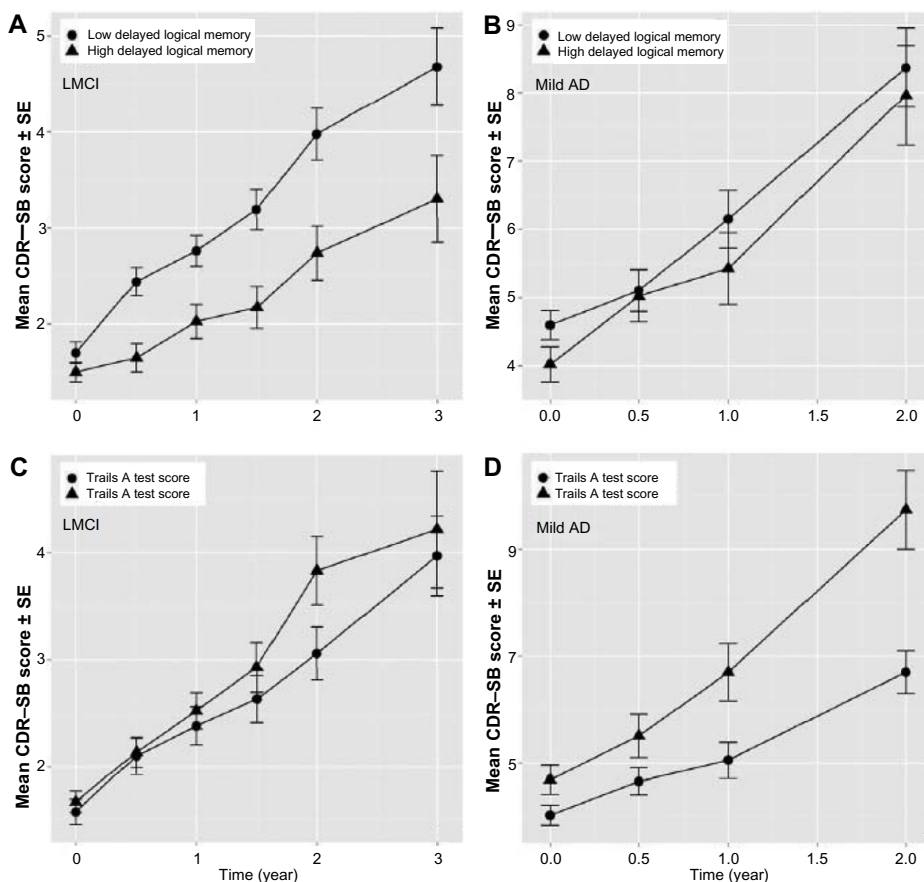 A
Low delayed logical memory
High delayed logical memory
LMCI
Mean CDR–SB score ± SE
5
4
3
2
0
1
2
3
B
Low delayed logical memory
High delayed logical memory
Mild AD
Mean CDR—SB score ± SE
9
8
7
6
5
4
0.0
0.5
1.0
1.5
2.0
C
Trails A test score
Trails A test score
LMCI
Mean CDR–SB score ± SE
4
3
2
0
1
2
3
Time (year)
D
Trails A test score
Trails A test score
Mild AD
Mean CDR–SB score ± SE
9
7
5
0.0
0.5
1.0
1.5
2.0
Time (year)